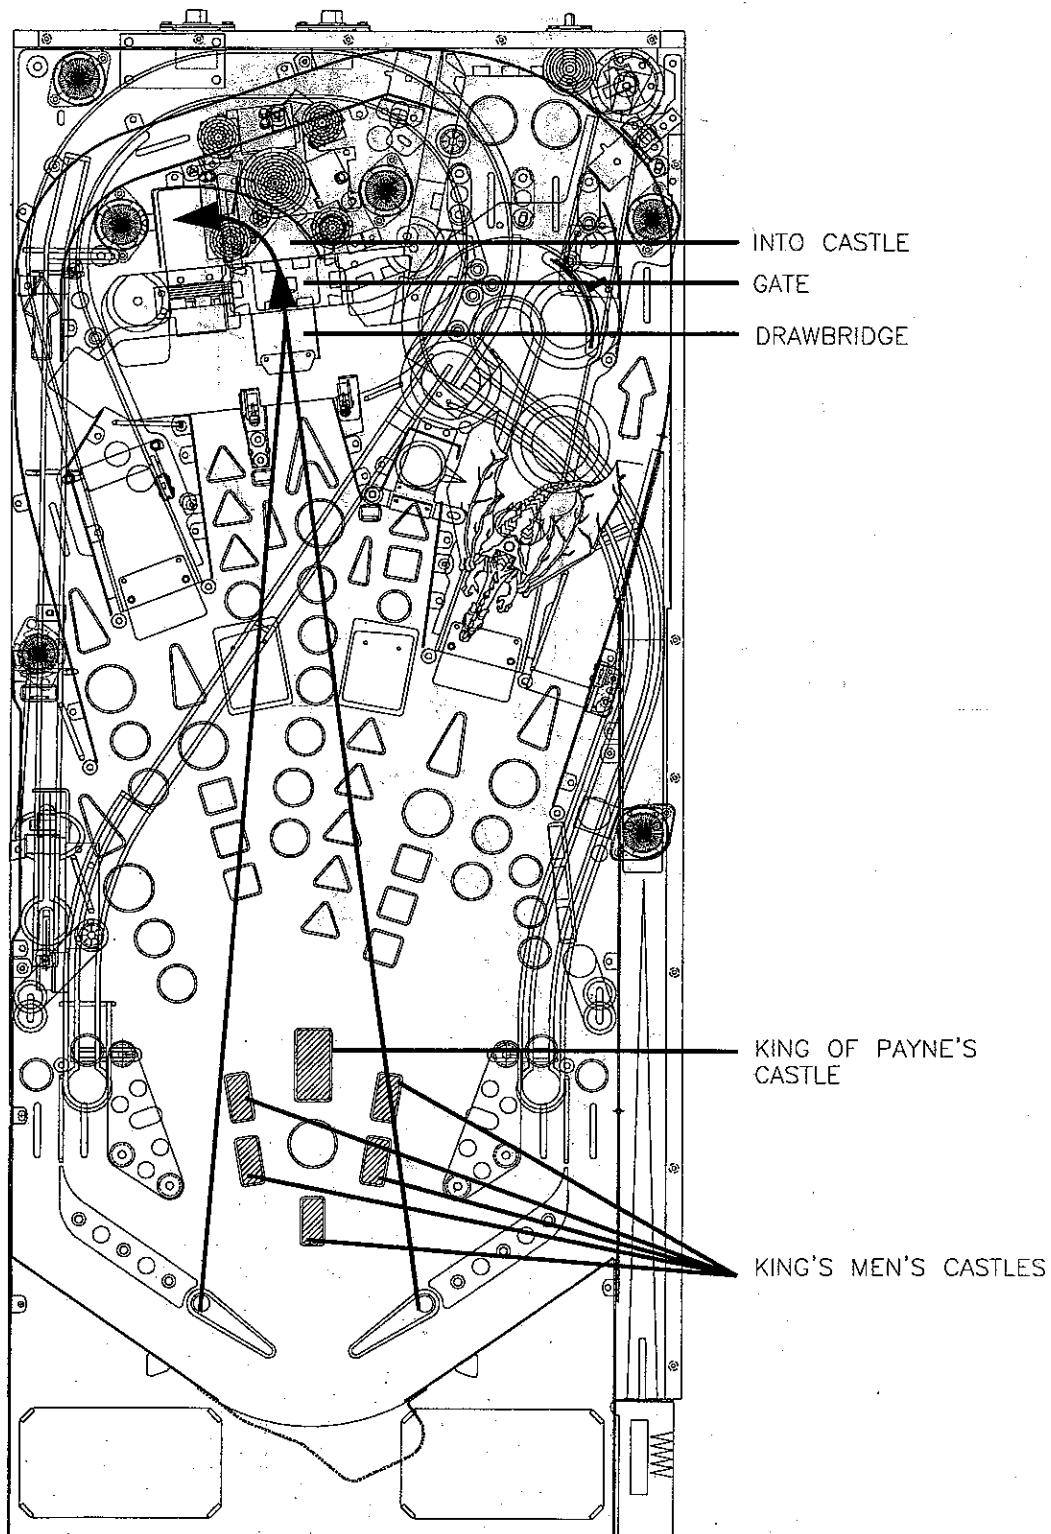 INTO CASTLE
GATE
DRAWBRIDGE
KING OF PAYNE'S
CASTLE
KING'S MEN'S CASTLES